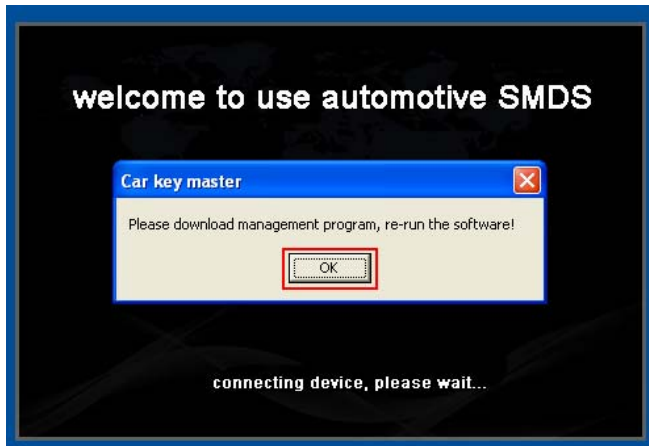 welcome to use automotive SMDS
Car key master
Please download management program, re-run the software!
OK
connecting device, please wait...